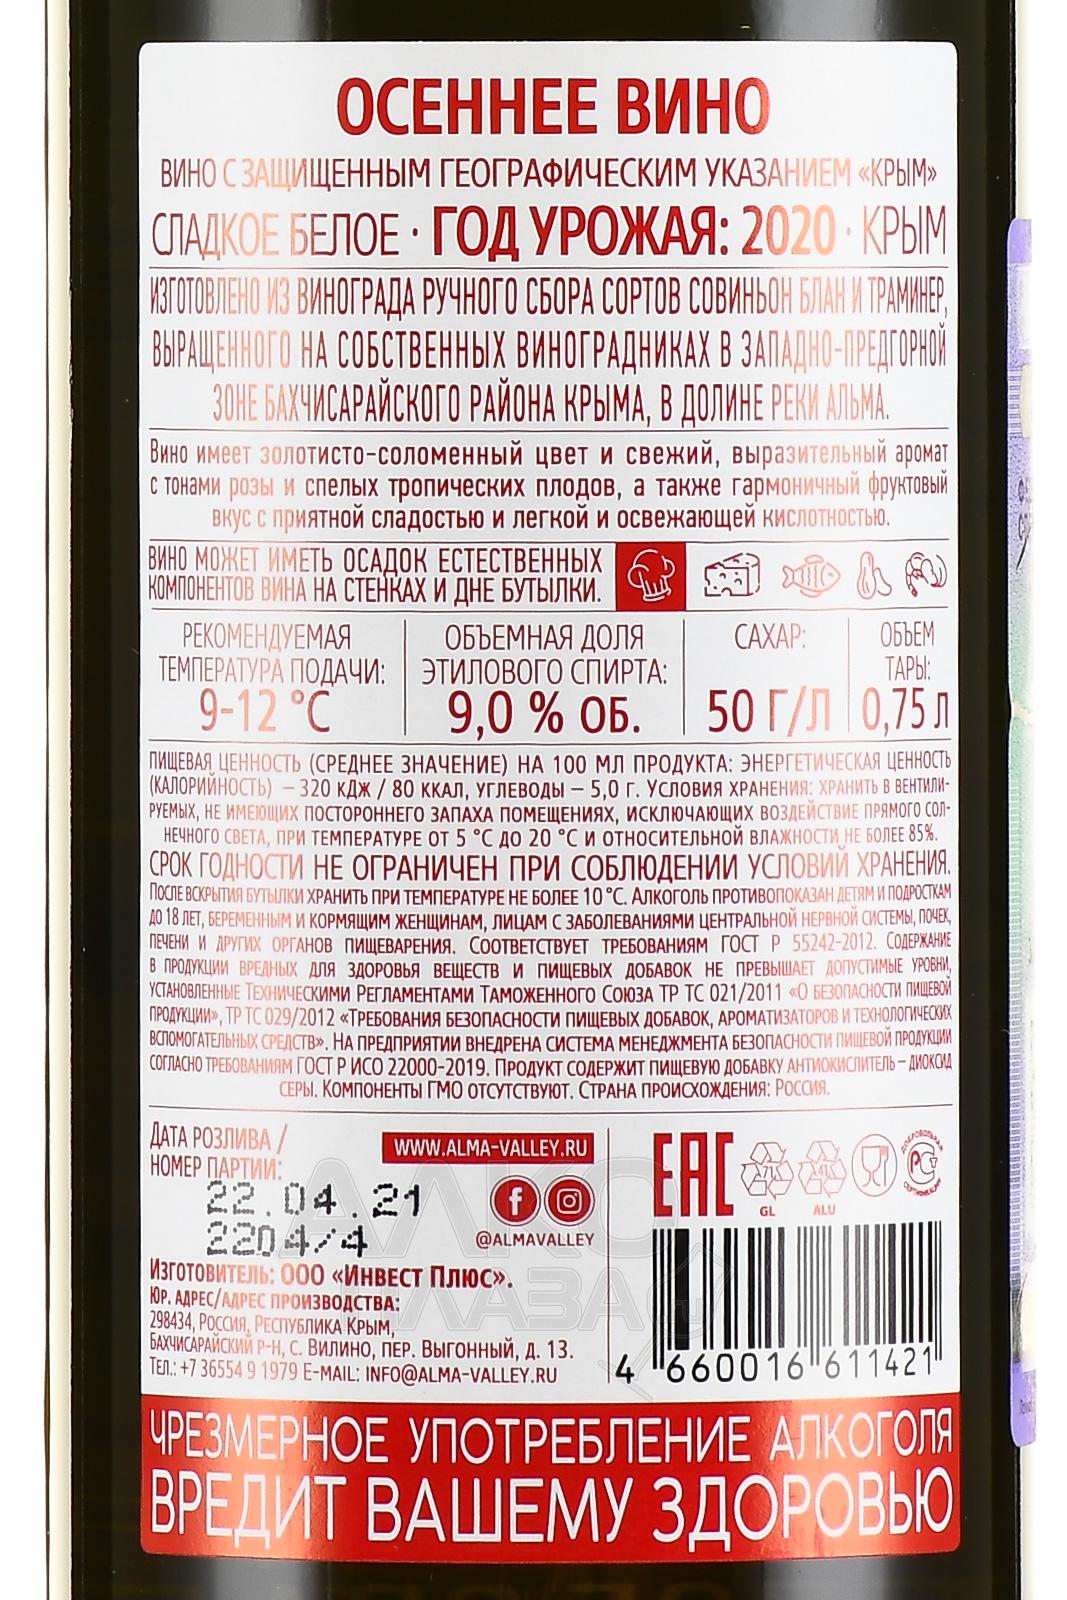 ОСЕННЕЕ ВИНО
ВИНО С ЗАЩИЩЕННЫМ ГЕОГРАФИЧЕСКИМ УКАЗАНИЕМ «КРЫМ»
СЛАДКОЕ БЕЛОЕ · ГОД УРОЖАЯ: 2020 · КРЫМ
ИЗГОТОВЛЕНО ИЗ ВИНОГРАДА РУЧНОГО СБОРА СОРТОВ СОВИНЬОН БЛАН И ТРАМИНЕР,
ВЫРАЩЕННОГО НА СОБСТВЕННЫХ ВИНОГРАДНИКАХ В ЗАПАДНО-ПРЕДГОРНОЙ
ЗОНЕ БАХЧИСАРАЙСКОГО РАЙОНА КРЫМА, В ДОЛИНЕ РЕКИ АЛЬМА.
Вино имеет золотисто-соломенный цвет и свежий, выразительный аромат
с тонами розы и спелых тропических плодов, а также гармоничный фруктовый
вкус с приятной сладостью и легкой и освежающей кислотностью.
ВИНО МОЖЕТ ИМЕТЬ ОСАДОК ЕСТЕСТВЕННЫХ
КОМПОНЕНТОВ ВИНА НА СТЕНКАХ И ДНЕ БУТЫЛКИ.
РЕКОМЕНДУЕМАЯ
ТЕМПЕРАТУРА ПОДАЧИ:
9-12 °C
ОБЪЕМНАЯ ДОЛЯ
ЭТИЛОВОГО СПИРТА:
9,0 % ОБ.
САХАР:
50 Г/Л
ОБЪЕМ
ТАРЫ:
0,75 Л
ПИЩЕВАЯ ЦЕННОСТЬ (СРЕДНЕЕ ЗНАЧЕНИЕ) НА 100 МЛ ПРОДУКТА: ЭНЕРГЕТИЧЕСКАЯ ЦЕННОСТЬ
(КАЛОРИЙНОСТЬ) – 320 КДЖ / 80 ККАЛ, УГЛЕВОДЫ – 5,0 Г. УСЛОВИЯ ХРАНЕНИЯ: ХРАНИТЬ В ВЕНТИЛИ-
РУЕМЫХ, НЕ ИМЕЮЩИХ ПОСТОРОННЕГО ЗАПАХА ПОМЕЩЕНИЯХ, ИСКЛЮЧАЮЩИХ ВОЗДЕЙСТВИЕ ПРЯМОГО СОЛ-
НЕЧНОГО СВЕТА, ПРИ ТЕМПЕРАТУРЕ ОТ 5 °С ДО 20 °С И ОТНОСИТЕЛЬНОЙ ВЛАЖНОСТИ НЕ БОЛЕЕ 85%.
СРОК ГОДНОСТИ НЕ ОГРАНИЧЕН ПРИ СОБЛЮДЕНИИ УСЛОВИЙ ХРАНЕНИЯ.
ПОСЛЕ ВСКРЫТИЯ БУТЫЛКИ ХРАНИТЬ ПРИ ТЕМПЕРАТУРЕ НЕ БОЛЕЕ 10 °С. АЛКОГОЛЬ ПРОТИВОПОКАЗАН ДЕТЯМ И ПОДРОСТКАМ
ДО 18 ЛЕТ, БЕРЕМЕННЫМ И КОРМЯЩИМ ЖЕНЩИНАМ, ЛИЦАМ С ЗАБОЛЕВАНИЯМИ ЦЕНТРАЛЬНОЙ НЕРВНОЙ СИСТЕМЫ, ПОЧЕК,
ПЕЧЕНИ И ДРУГИХ ОРГАНОВ ПИЩЕВАРЕНИЯ. СООТВЕТСТВУЕТ ТРЕБОВАНИЯМ ГОСТ Р 55242-2012. СОДЕРЖАНИЕ
В ПРОДУКЦИИ ВРЕДНЫХ ДЛЯ ЗДОРОВЬЯ ВЕЩЕСТВ И ПИЩЕВЫХ ДОБАВОК НЕ ПРЕВЫШАЕТ ДОПУСТИМЫЕ УРОВНИ,
УСТАНОВЛЕННЫЕ ТЕХНИЧЕСКИМИ РЕГЛАМЕНТАМИ ТАМОЖЕННОГО СОЮЗА ТР ТС 021/2011 «О БЕЗОПАСНОСТИ ПИЩЕВОЙ
ПРОДУКЦИИ», ТР ТС 029/2012 «ТРЕБОВАНИЯ БЕЗОПАСНОСТИ ПИЩЕВЫХ ДОБАВОК, АРОМАТИЗАТОРОВ И ТЕХНОЛОГИЧЕСКИХ
ВСПОМОГАТЕЛЬНЫХ СРЕДСТВ». НА ПРЕДПРИЯТИИ ВНЕДРЕНА СИСТЕМА МЕНЕДЖМЕНТА БЕЗОПАСНОСТИ ПИЩЕВОЙ ПРОДУКЦИИ
СОГЛАСНО ТРЕБОВАНИЯМ ГОСТ Р ИСО 22000-2019. ПРОДУКТ СОДЕРЖИТ ПИЩЕВУЮ ДОБАВКУ АНТИОКИСЛИТЕЛЬ – ДИОКСИД
СЕРЫ. КОМПОНЕНТЫ ГМО ОТСУТСТВУЮТ. СТРАНА ПРОИСХОЖДЕНИЯ: РОССИЯ.
ДАТА РОЗЛИВА /
НОМЕР ПАРТИИ:
22.04.21
2204/4
WWW.ALMA-VALLEY.RU
@ALMAVALLEY
ИЗГОТОВИТЕЛЬ: ООО «ИНВЕСТ ПЛЮС».
ЮР. АДРЕС/АДРЕС ПРОИЗВОДСТВА:
298434, РОССИЯ, РЕСПУБЛИКА КРЫМ,
БАХЧИСАРАЙСКИЙ Р-Н, С. ВИЛИНО, ПЕР. ВЫГОННЫЙ, Д. 13.
ТЕЛ.: +7 36554 9 1979 E-MAIL: INFO@ALMA-VALLEY.RU
EAC
71
GL
41
ALU
ДОБРОВОЛЬНАЯ
СЕРТИФИКАЦИЯ
4 660016 611421
ЧРЕЗМЕРНОЕ УПОТРЕБЛЕНИЕ АЛКОГОЛЯ
ВРЕДИТ ВАШЕМУ ЗДОРОВЬЮ